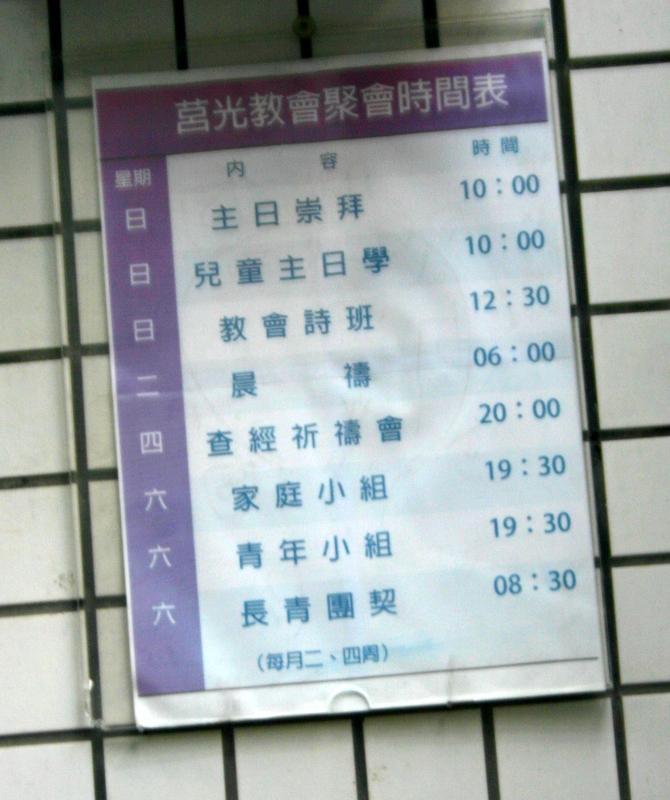 莒光教會聚會時間表
星期 內 容 時間
日 主日崇拜 10：00
日 兒童主日學 10：00
日 教會詩班 12：30
二 晨 禱 06：00
四 查經祈禱會 20：00
六 家庭小組 19：30
六 青年小組 19：30
六 長青團契 08：30
（每月二、四周）